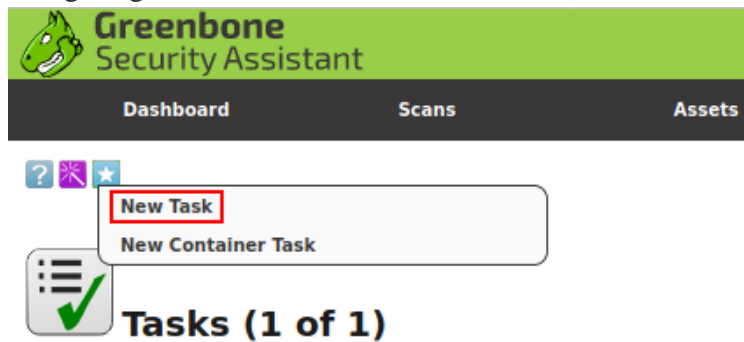 Greenbone
Security Assistant
Dashboard Scans Assets
?
New Task
New Container Task
Tasks (1 of 1)